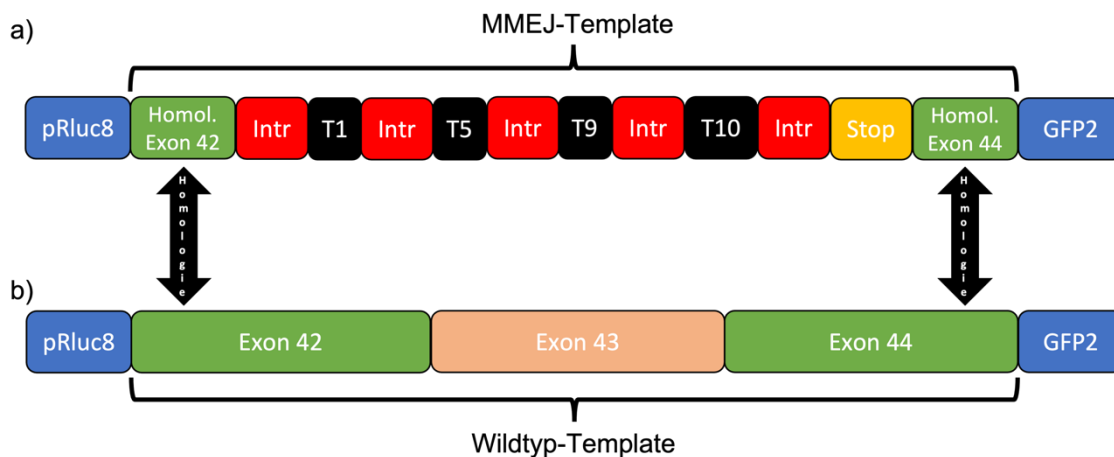 a)
MMEJ-Template
pRluc8
Homol.
Exon 42
Intr
T1
Intr
T5
Intr
T9
Intr
T10
Intr
Stop
Homol.
Exon 44
GFP2
Homologie
Homologie
b)
pRluc8
Exon 42
Exon 43
Exon 44
GFP2
Wildtyp-Template